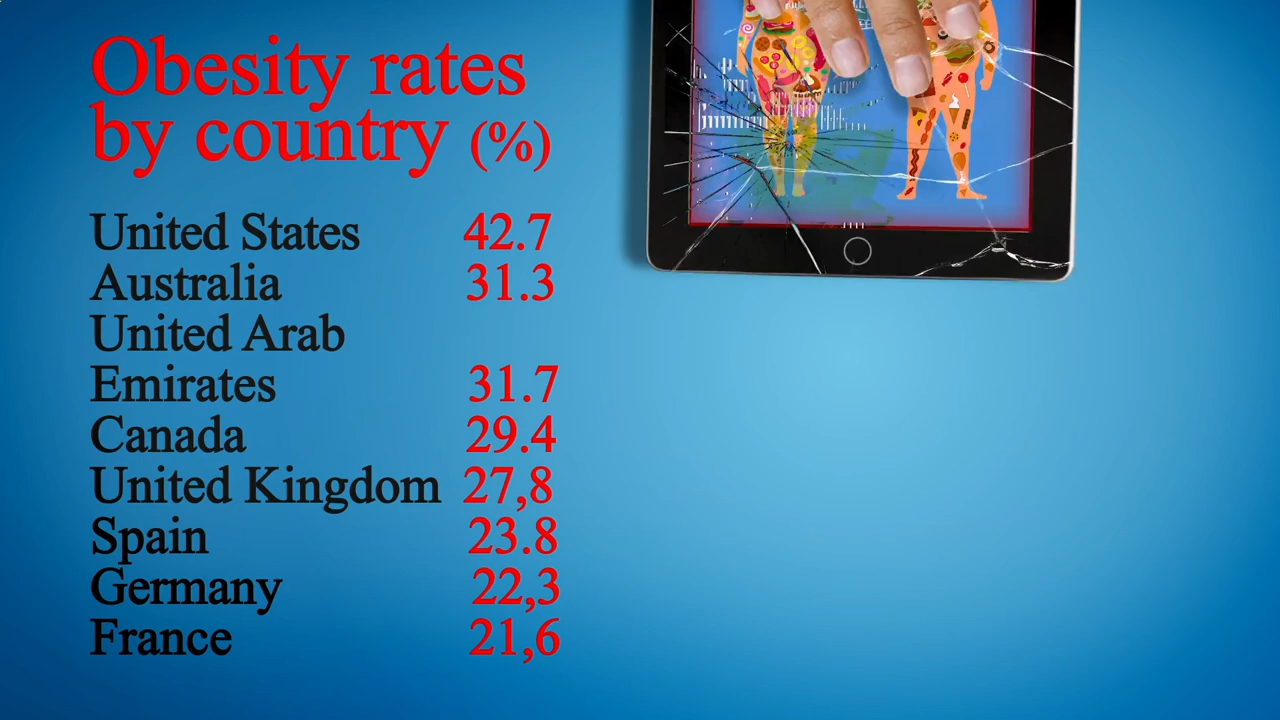 Obesity rates
by country (%)
United States 42.7
Australia 31.3
United Arab
Emirates 31.7
Canada 29.4
United Kingdom 27,8
Spain 23.8
Germany 22,3
France 21,6